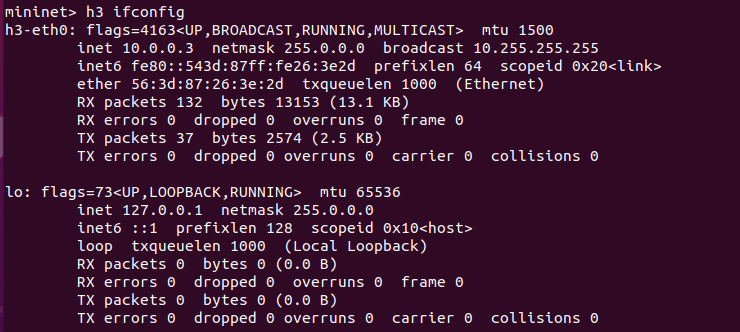 mininet> h3 ifconfig
h3-eth0: flags=4163<UP,BROADCAST,RUNNING,MULTICAST>  mtu 1500
        inet 10.0.0.3  netmask 255.0.0.0  broadcast 10.255.255.255
        inet6 fe80::543d:87ff:fe26:3e2d  prefixlen 64  scopeid 0x20<link>
        ether 56:3d:87:26:3e:2d  txqueuelen 1000  (Ethernet)
        RX packets 132  bytes 13153 (13.1 KB)
        RX errors 0  dropped 0  overruns 0  frame 0
        TX packets 37  bytes 2574 (2.5 KB)
        TX errors 0  dropped 0 overruns 0  carrier 0  collisions 0

lo: flags=73<UP,LOOPBACK,RUNNING>  mtu 65536
        inet 127.0.0.1  netmask 255.0.0.0
        inet6 ::1  prefixlen 128  scopeid 0x10<host>
        loop  txqueuelen 1000  (Local Loopback)
        RX packets 0  bytes 0 (0.0 B)
        RX errors 0  dropped 0  overruns 0  frame 0
        TX packets 0  bytes 0 (0.0 B)
        TX errors 0  dropped 0 overruns 0  carrier 0  collisions 0